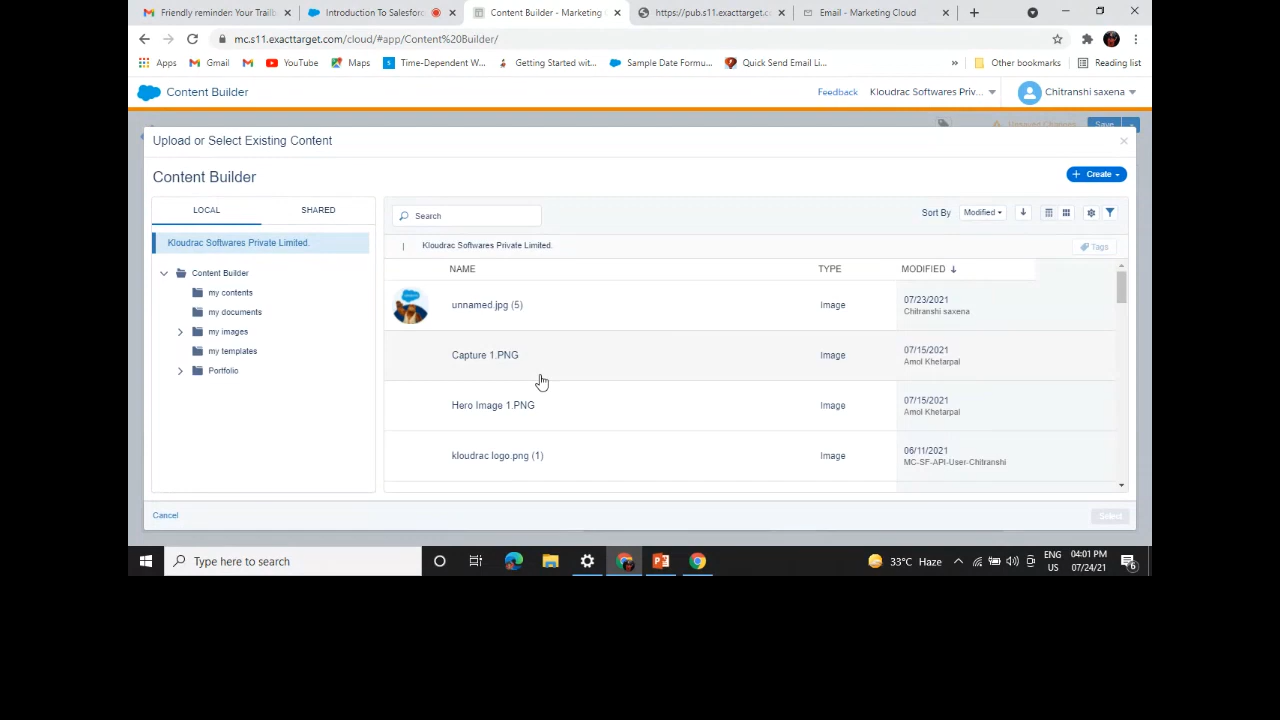 Friendly reminder: Your Trailb
Introduction To Salesforc
Content Builder - Marketing
https://pub.s11.exacttarget.c
Email - Marketing Cloud
mc.s11.exacttarget.com/cloud/#app/Content%20Builder/
Apps
Gmail
YouTube
Maps
Time-Dependent W...
Getting Started wit...
Sample Date Formu...
Quick Send Email Li...
»
Other bookmarks
Reading list
Content Builder
Feedback
Kloudrac Softwares Priv...
Chitranshi saxena
Unsaved Changes
Save
Upload or Select Existing Content
Content Builder
Create
LOCAL
SHARED
Search
Sort By
Modified
Kloudrac Softwares Private Limited.
Kloudrac Softwares Private Limited.
Tags
Content Builder
my contents
my documents
my images
my templates
Portfolio
NAME
TYPE
MODIFIED
unnamed.jpg (5)
Image
07/23/2021
Chitranshi saxena
Capture 1.PNG
Image
07/15/2021
Amol Khetarpal
Hero Image 1.PNG
Image
07/15/2021
Amol Khetarpal
kloudrac logo.png (1)
Image
06/11/2021
MC-SF-API-User-Chitranshi
Cancel
Select
Type here to search
33°C Haze
ENG
US
04:01 PM
07/24/21
6